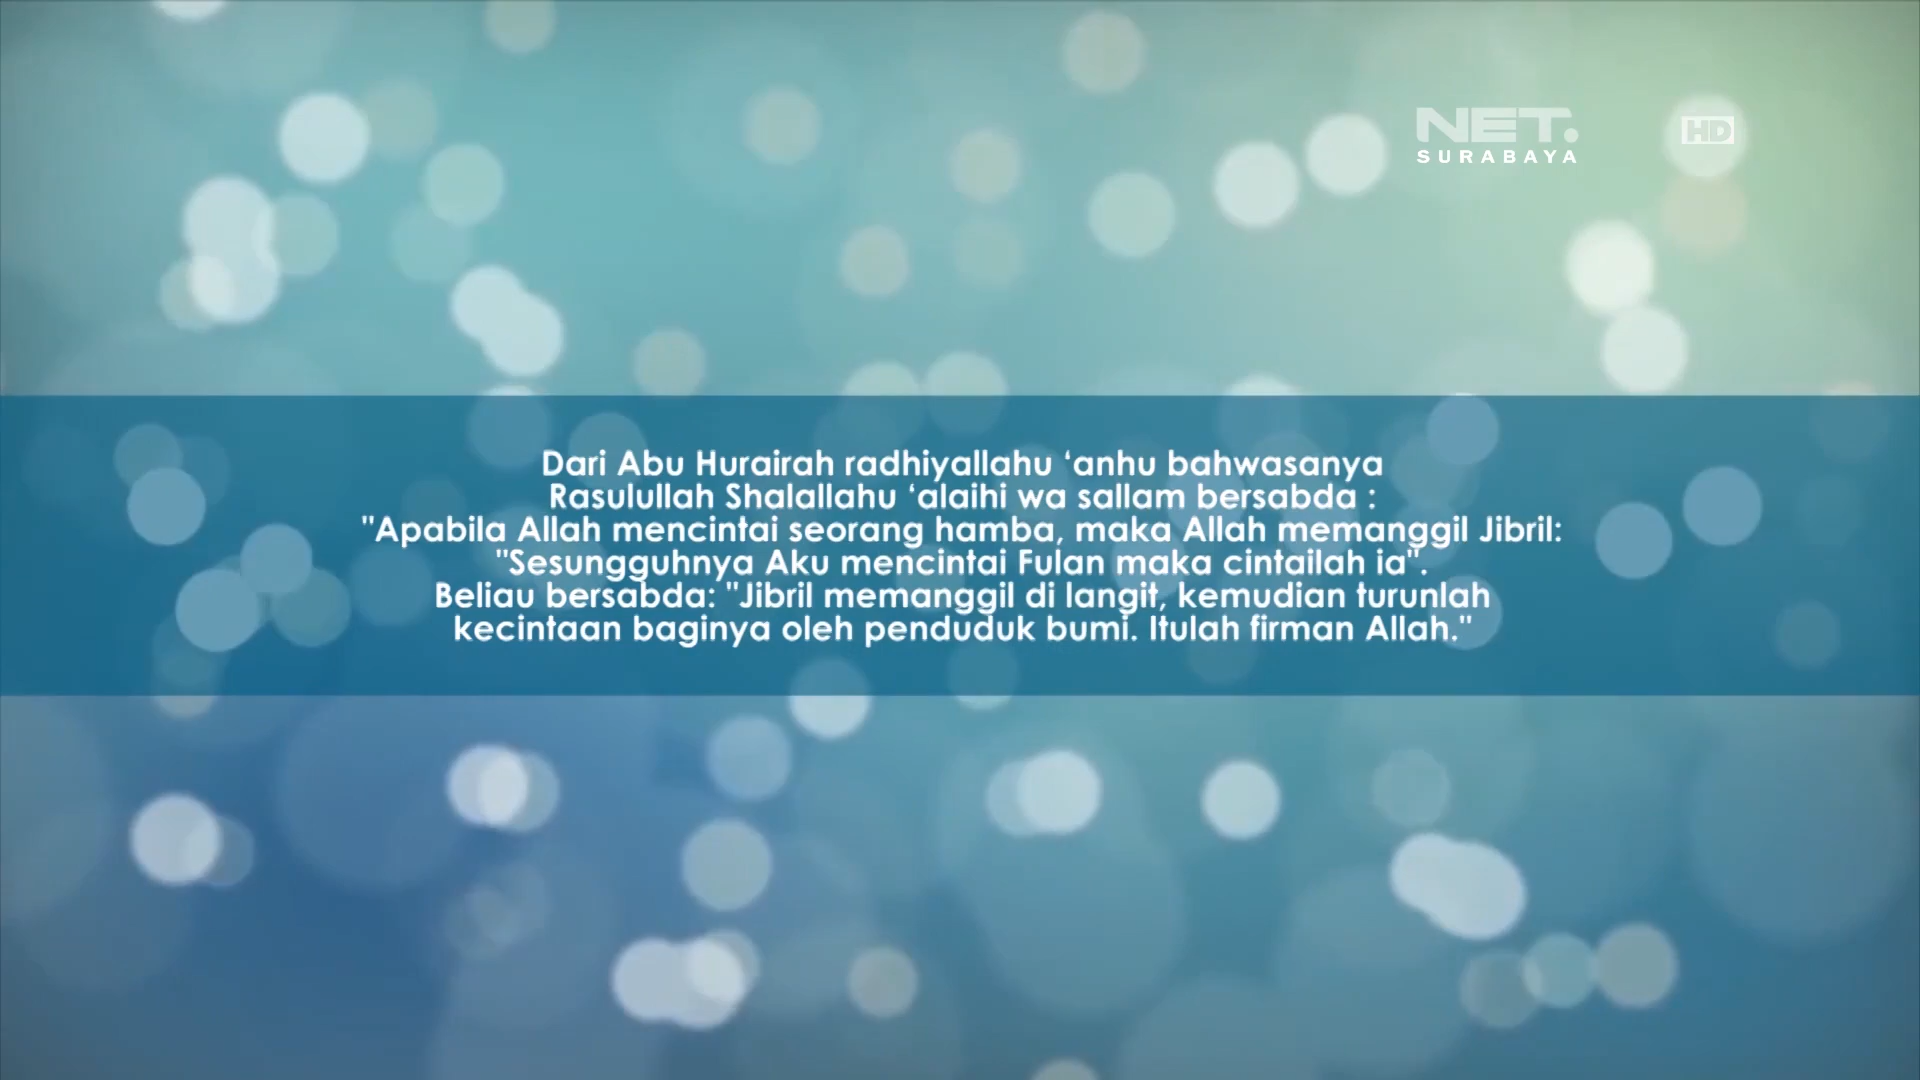 NET.
SURABAYA
HD
Dari Abu Hurairah radhiyallahu ‘anhu bahwasanya
Rasulullah Shalallahu ‘alaihi wa sallam bersabda :
"Apabila Allah mencintai seorang hamba, maka Allah memanggil Jibril:
"Sesungguhnya Aku mencintai Fulan maka cintailah ia".
Beliau bersabda: "Jibril memanggil di langit, kemudian turunlah
kecintaan baginya oleh penduduk bumi. Itulah firman Allah."